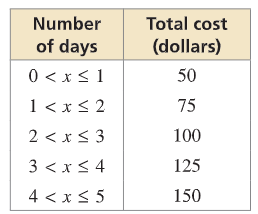 Number of days | Total cost (dollars)
0 < x ≤ 1 | 50
1 < x ≤ 2 | 75
2 < x ≤ 3 | 100
3 < x ≤ 4 | 125
4 < x ≤ 5 | 150